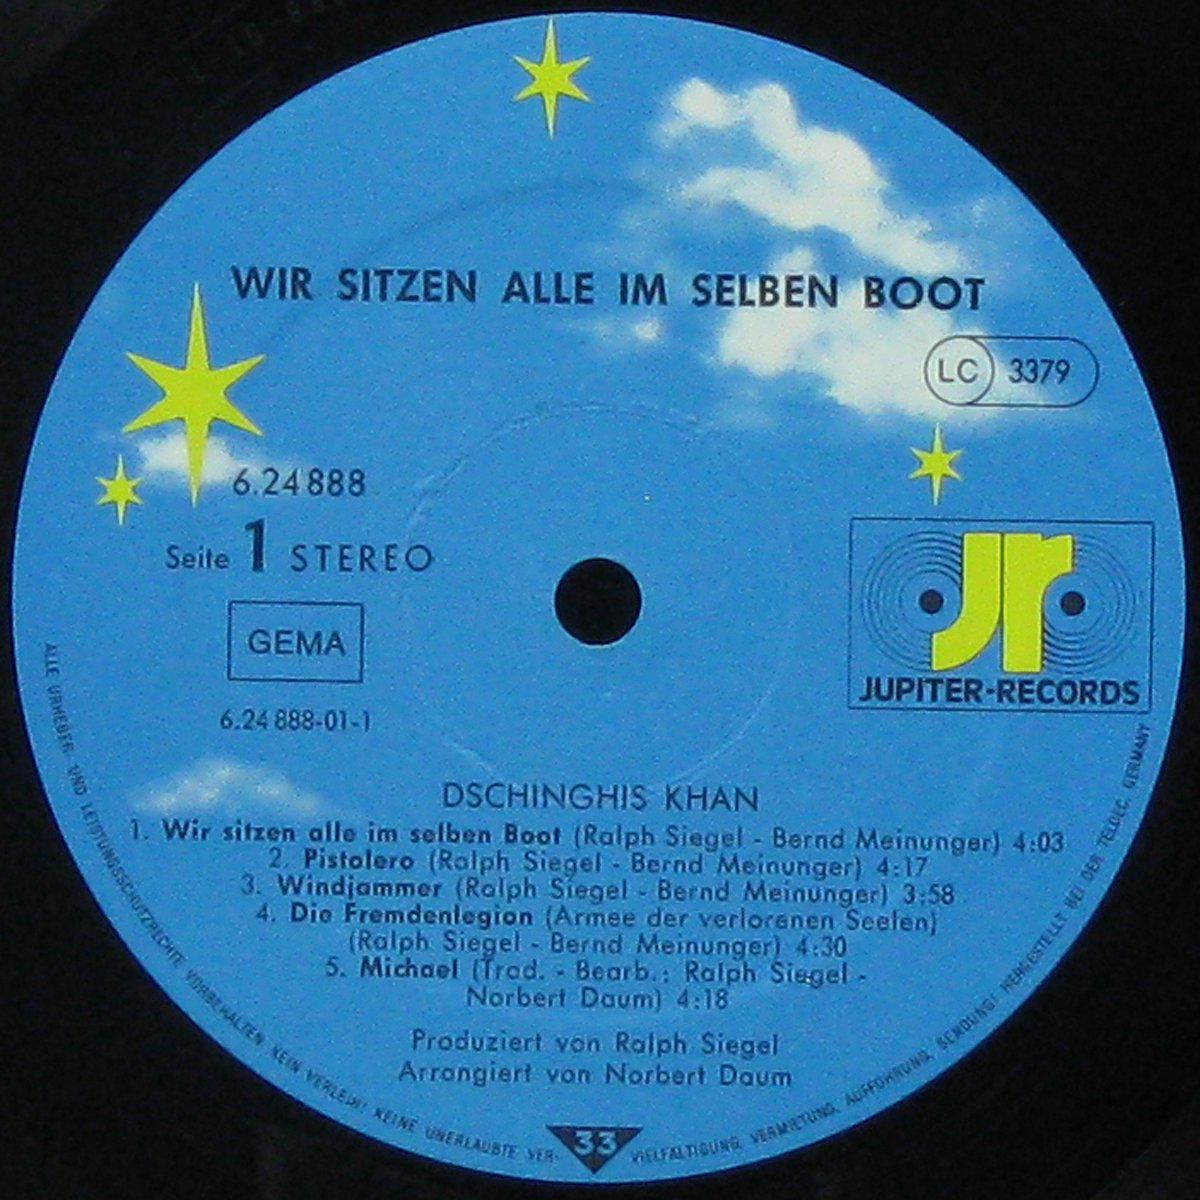 WIR SITZEN ALLE IM SELBEN BOOT
LC 3379
6.24888
Seite 1 STEREO
GEMA
6.24888-01-1
jr
JUPITER-RECORDS
DSCHINGHIS KHAN
1. Wir sitzen alle im selben Boot (Ralph Siegel - Bernd Meinunger) 4:03
2. Pistolero (Ralph Siegel - Bernd Meinunger) 4:17
3. Windjammer (Ralph Siegel - Bernd Meinunger) 3:58
4. Die Fremdenlegion (Armee der verlorenen Seelen)
(Ralph Siegel - Bernd Meinunger) 4:30
5. Michael (Trad. - Bearb.: Ralph Siegel -
Norbert Daum) 4:18
Produziert von Ralph Siegel
Arrangiert von Norbert Daum
ALLE URHEBER- UND LEISTUNGSSCHUTZRECHTE VORBEHALTEN KEIN VERLEIH! KEINE UNERLAUBTE VER- VIELFÄLTIGUNG, VERMIETUNG, AUFFÜHRUNG, SENDUNG! HERGESTELLT BEI DER TELDEC, GERMANY
33